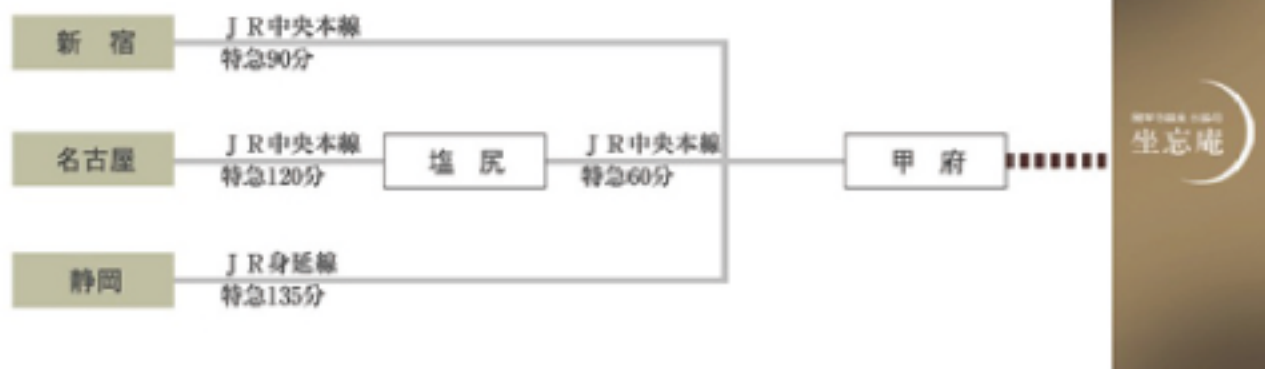 新 宿
JR中央本線
特急90分
名古屋
JR中央本線
特急120分
塩 尻
JR中央本線
特急60分
甲 府
静岡
JR身延線
特急135分
坐忘庵